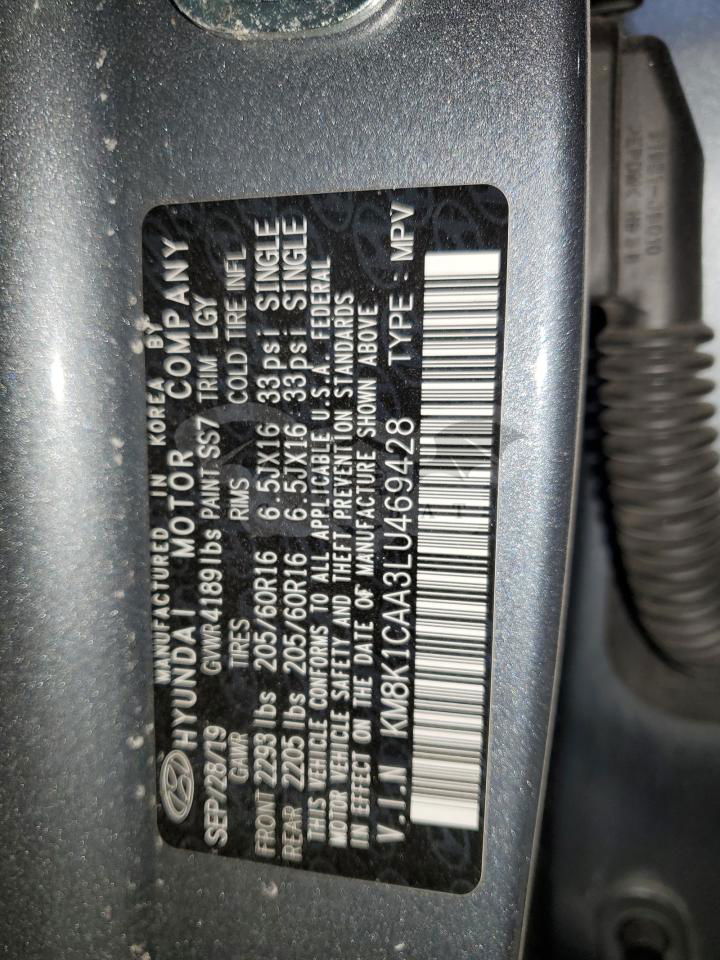 MANUFACTURED IN KOREA BY
HYUNDAI MOTOR COMPANY
SEP/28/19 GVWR 4189lbs PAINT SS7 TRIM LGY
GAWR TIRES RIMS COLD TIRE INFL
FRONT 2293 lbs 205/60R16 6.5JX16 33psi SINGLE
REAR 2205 lbs 205/60R16 6.5JX16 33psi SINGLE
THIS VEHICLE CONFORMS TO ALL APPLICABLE U.S.A. FEDERAL
MOTOR VEHICLE SAFETY AND THEFT PREVENTION STANDARDS
IN EFFECT ON THE DATE OF MANUFACTURE SHOWN ABOVE
V.I.N KM8K1CAA3LU469428 TYPE : MPV